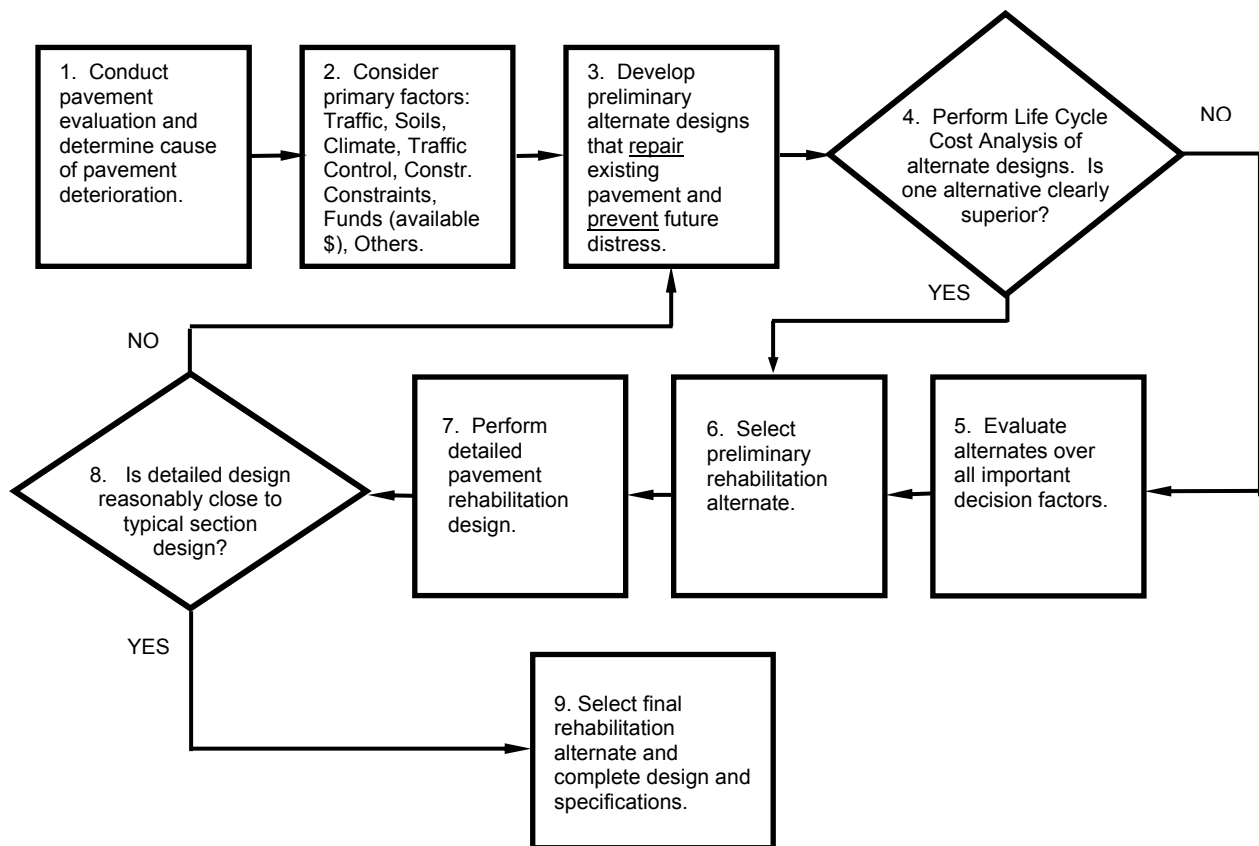 1. Conduct
pavement
evaluation and
determine cause
of pavement
deterioration.
2. Consider
primary factors:
Traffic, Soils,
Climate, Traffic
Control, Constr.
Constraints,
Funds (available
$), Others.
3. Develop
preliminary
alternate designs
that repair
existing
pavement and
prevent future
distress.
4. Perform Life Cycle
Cost Analysis of
alternate designs. Is
one alternative clearly
superior?
NO
YES
5. Evaluate
alternates over
all important
decision factors.
6. Select
preliminary
rehabilitation
alternate.
7. Perform
detailed
pavement
rehabilitation
design.
8. Is detailed design
reasonably close to
typical section
design?
NO
YES
9. Select final
rehabilitation
alternate and
complete design and
specifications.